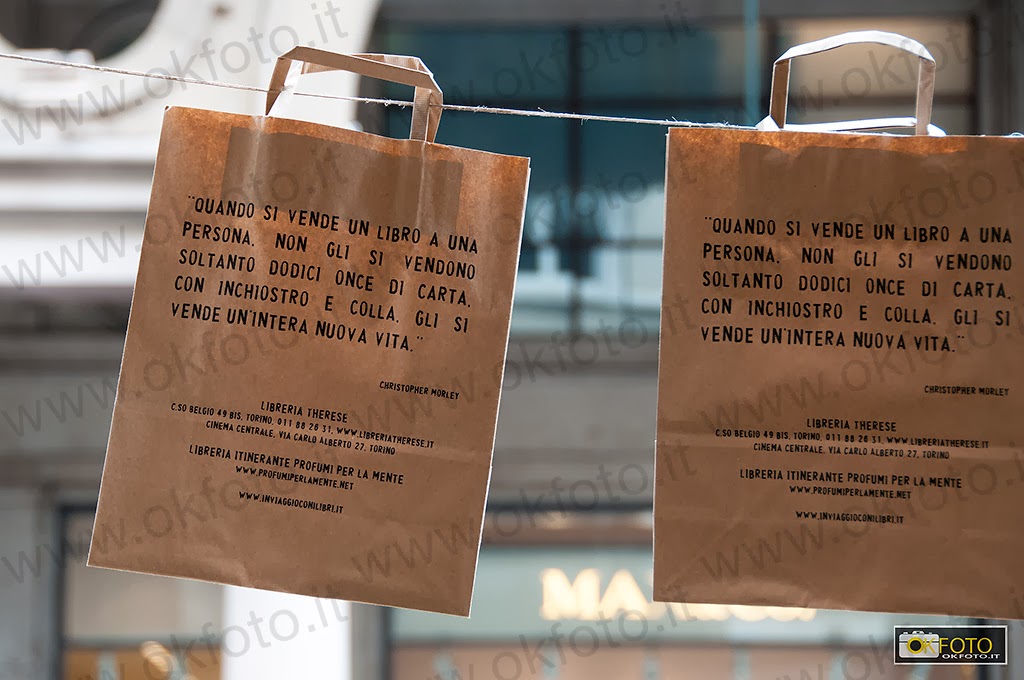 "QUANDO SI VENDE UN LIBRO A UNA
PERSONA, NON GLI SI VENDONO
SOLTANTO DODICI ONCE DI CARTA,
CON INCHIOSTRO E COLLA, GLI SI
VENDE UN'INTERA NUOVA VITA."
CHRISTOPHER MORLEY
LIBRERIA THERESE
C.SO BELGIO 49 BIS, TORINO, 011 88 26 31, WWW.LIBRERIATHERESE.IT
CINEMA CENTRALE, VIA CARLO ALBERTO 27, TORINO
LIBRERIA ITINERANTE PROFUMI PER LA MENTE
WWW.PROFUMIPERLAMENTE.NET
WWW.INVIAGGIOCONILIBRI.IT
"QUANDO SI VENDE UN LIBRO A UNA
PERSONA, NON GLI SI VENDONO
SOLTANTO DODICI ONCE DI CARTA,
CON INCHIOSTRO E COLLA, GLI SI
VENDE UN'INTERA NUOVA VITA."
CHRISTOPHER MORLEY
LIBRERIA THERESE
C.SO BELGIO 49 BIS, TORINO, 011 88 26 31, WWW.LIBRERIATHERESE.IT
CINEMA CENTRALE, VIA CARLO ALBERTO 27, TORINO
LIBRERIA ITINERANTE PROFUMI PER LA MENTE
WWW.PROFUMIPERLAMENTE.NET
WWW.INVIAGGIOCONILIBRI.IT
www.okfoto.it
OKFOTO
OKFOTO.IT